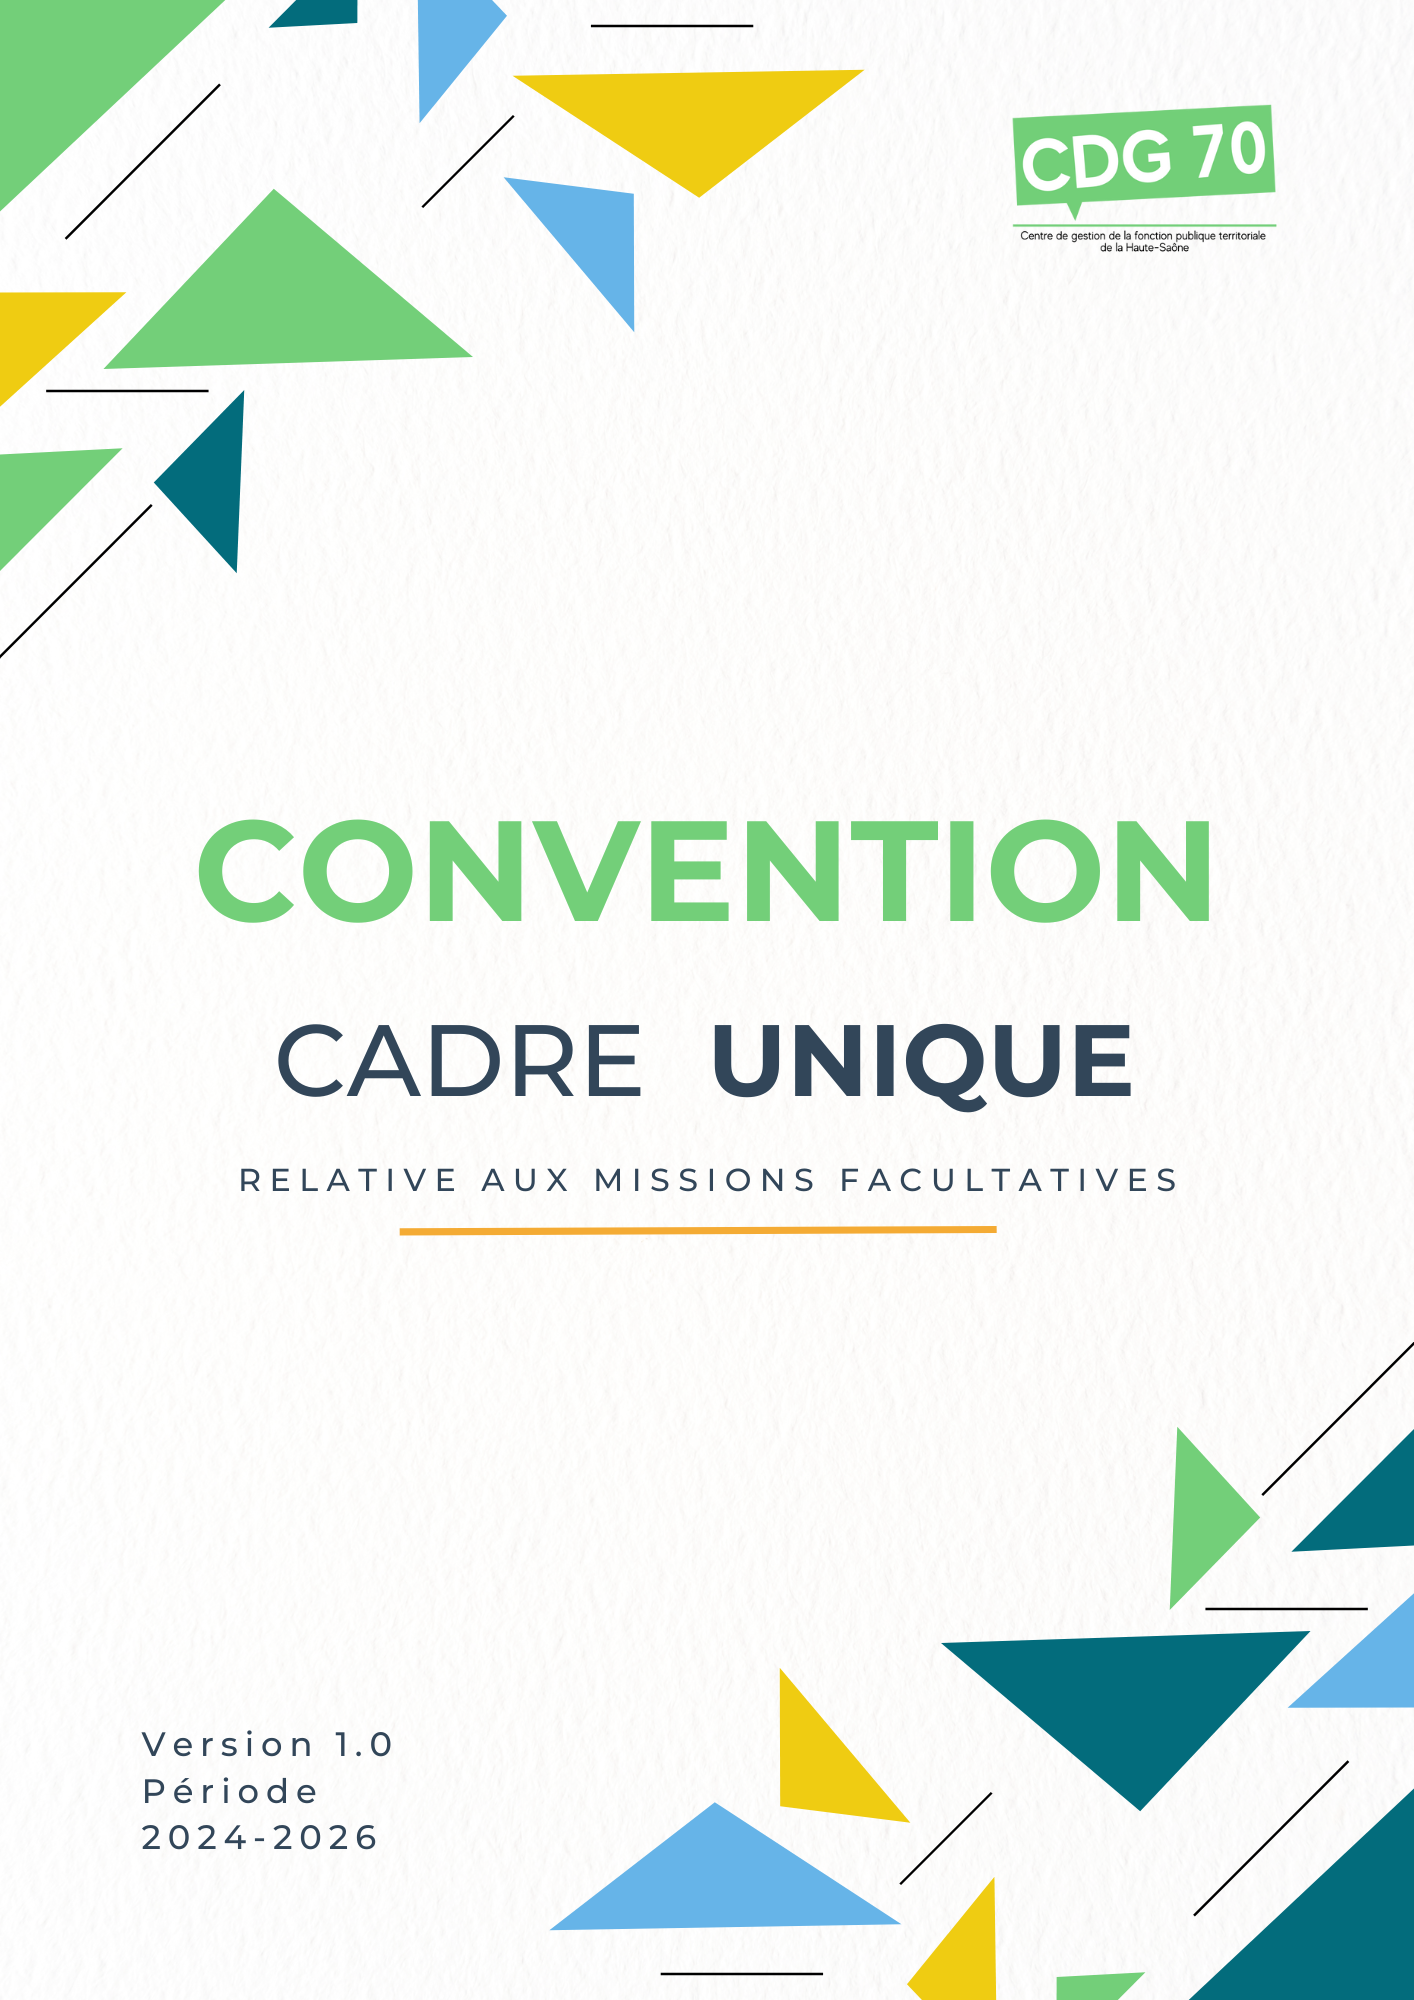 CDG 70
Centre de gestion de la fonction publique territoriale
de la Haute-Saône
CONVENTION
CADRE UNIQUE
RELATIVE AUX MISSIONS FACULTATIVES
Version 1.0
Période
2024-2026